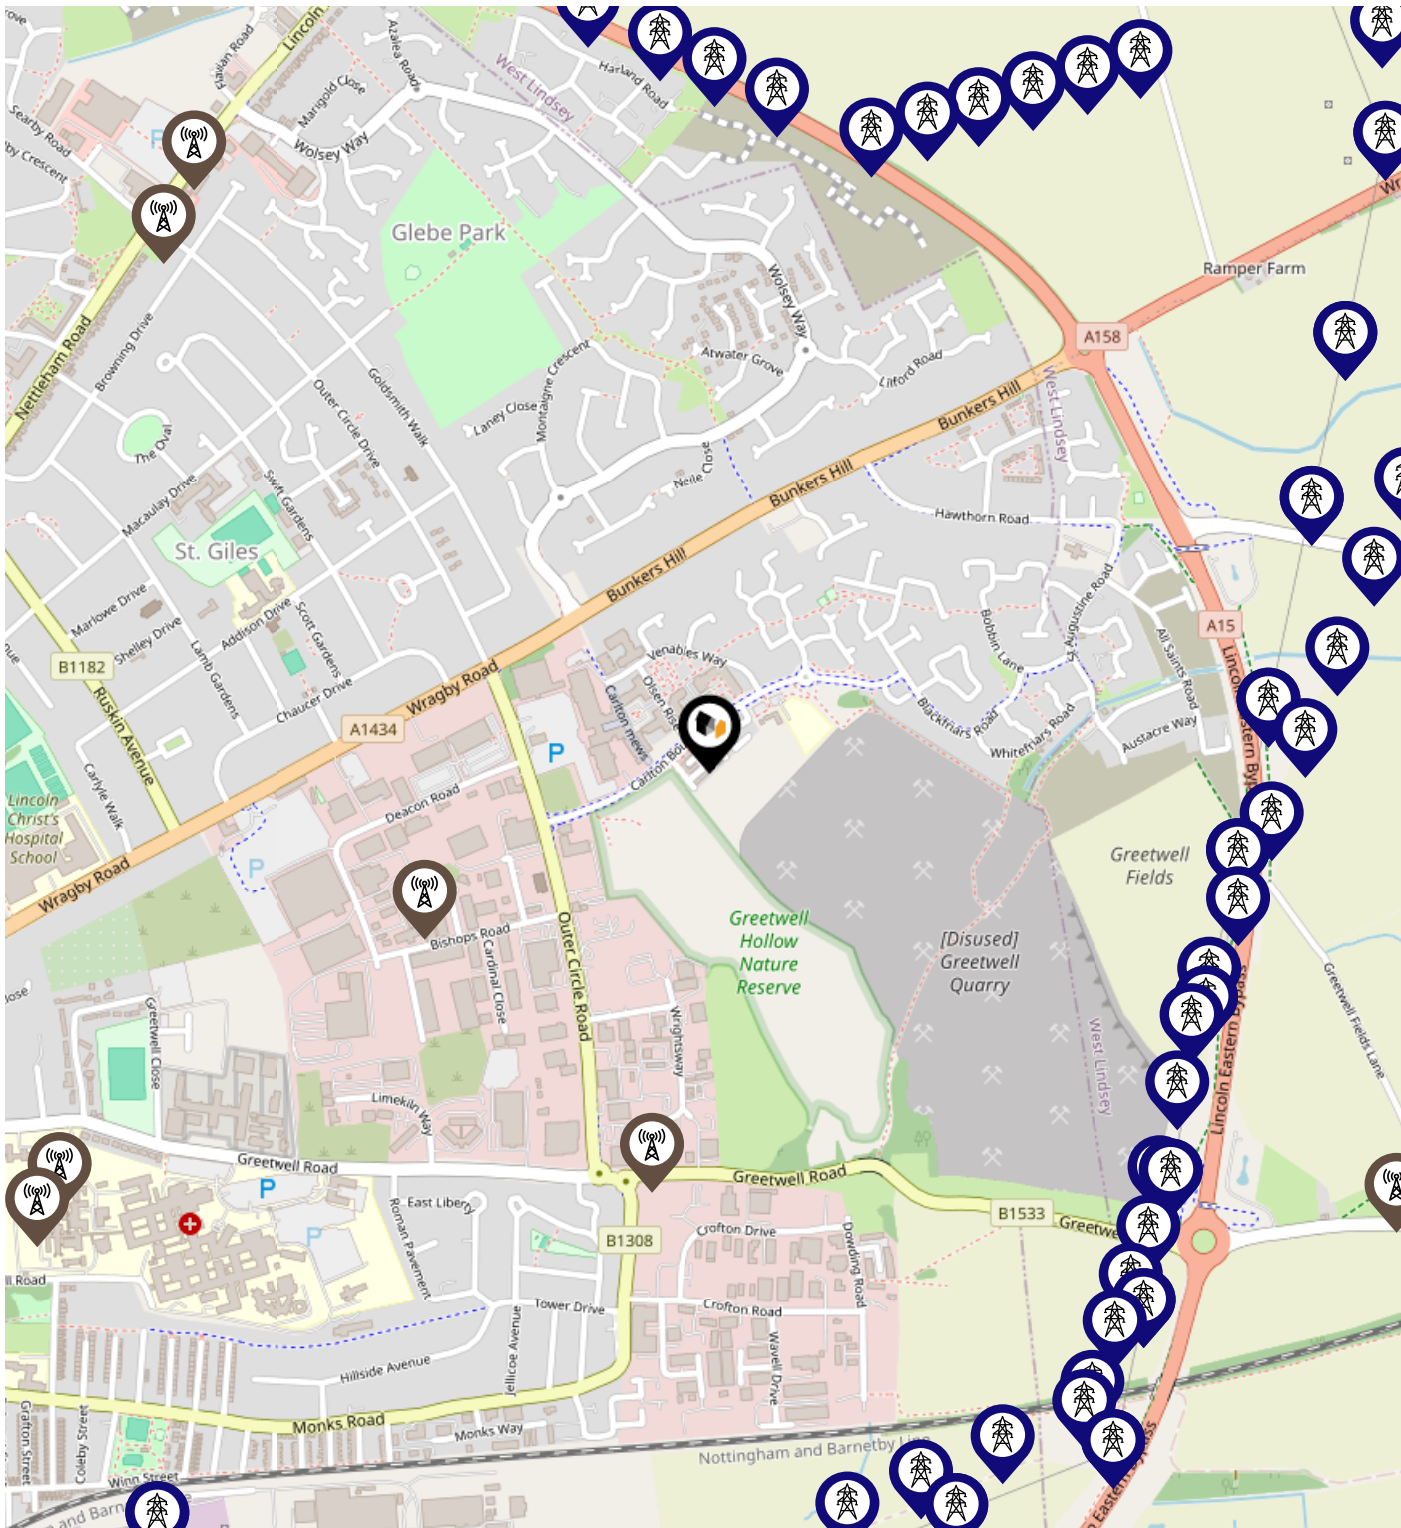 Lincoln
Flavian Road
Azalea Road
West Lindsey
Harland Road
Marigold Close
Searby Road
P
Wolsey Way
Glebe Park
Wolsey Way
Ramper Farm
Browning Drive
A158
Nettleham Road
Atwater Grove
Lilford Road
Montaigne Crescent
Goldsmith Walk
Outer Circle Drive
Laney Close
Bunkers Hill
West Lindsey
The Oval
Neile Close
Bunkers Hill
Macaulay Drive
Swift Gardens
Hawthorn Road
St. Giles
Bunkers Hill
Marlowe Drive
Addison Drive
Shelley Drive
Scott Gardens
Bobbin Lane
St Augustine Road
A15
All Saints Road
B1182
Lamb Gardens
Venables Way
Wragby Road
Ruskin Avenue
Chaucer Drive
Carlton mews
Olsen Rise
Blackfriars Road
Whitefriars Road
Austacre Way
A1434
P
Carlyle Walk
Deacon Road
Lincoln
Christ's
Hospital
School
Greetwell
Fields
P
Wragby Road
Bishops Road
Cardinal Close
Outer Circle Road
Greetwell
Hollow
Nature
Reserve
[Disused]
Greetwell
Quarry
Greetwell Fields Lane
Greetwell Close
Wrightsway
West Lindsey
Lincoln Eastern Bypass
Limekiln Way
Greetwell Road
Greetwell Road
P
East Liberty
Roman Pavement
P
B1308
Crofton Drive
Dowding Road
B1533
Tower Drive
Crofton Road
Jellicoe Avenue
Wavell Drive
Hillside Avenue
Monks Road
Monks Way
Grafton Street
Coleby Street
Winn Street
Nottingham and Barnetby Line